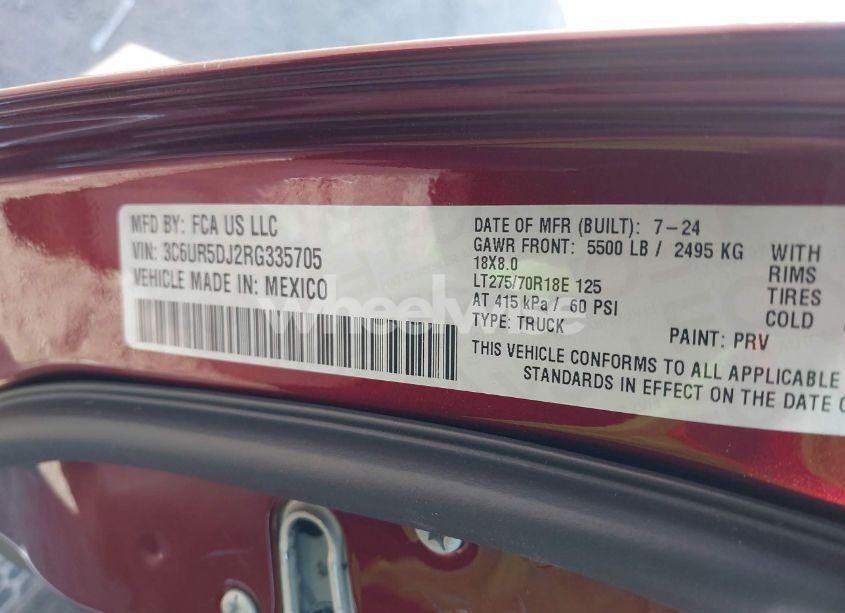 MFD BY: FCA US LLC
VIN: 3C6UR5DJ2RG335705
VEHICLE MADE IN: MEXICO
DATE OF MFR (BUILT): 7-24
GAWR FRONT: 5500 LB / 2495 KG WITH
18X8.0 RIMS
LT275/70R18E 125 TIRES
AT 415 kPa / 60 PSI COLD
TYPE: TRUCK PAINT: PRV
THIS VEHICLE CONFORMS TO ALL APPLICABLE
STANDARDS IN EFFECT ON THE DATE
wheelwise